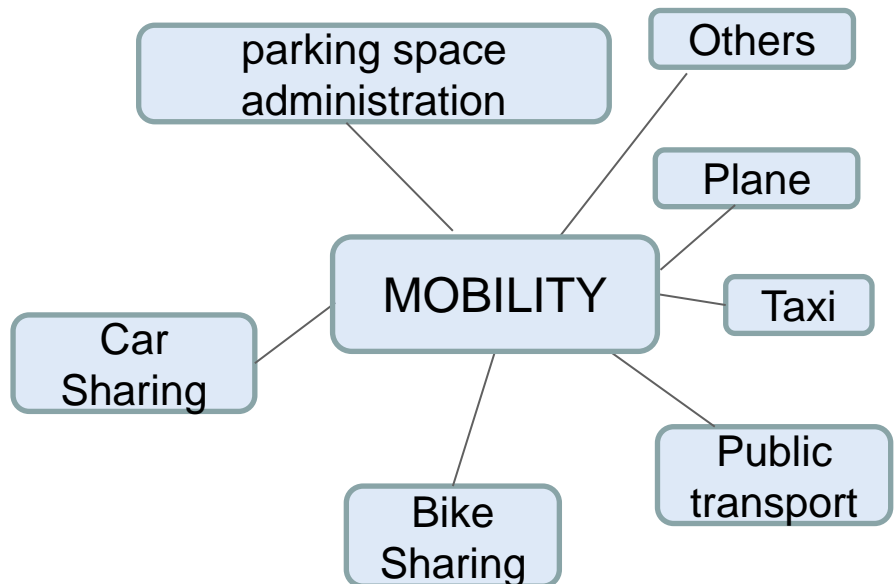 parking space
administration
Others
Plane
MOBILITY
Taxi
Car
Sharing
Public
transport
Bike
Sharing